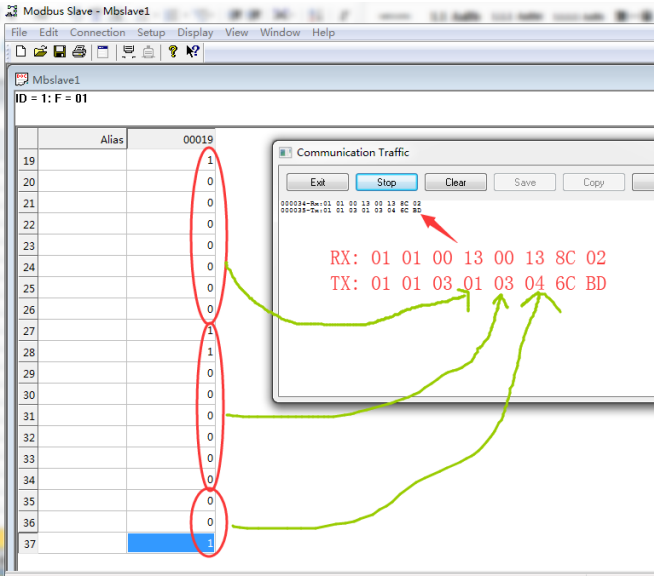 Modbus Slave - Mbslave1
File Edit Connection Setup Display View Window Help
Mbslave1
ID = 1: F = 01
Alias 00019
19 1
20 0
21 0
22 0
23 0
24 0
25 0
26 0
27 1
28 1
29 0
30 0
31 0
32 0
33 0
34 0
35 0
36 0
37 1
Communication Traffic
Exit Stop Clear Save Copy
000034-Rx:01 01 00 13 00 13 8C 02
000035-Tx:01 01 03 01 03 04 6C BD
RX: 01 01 00 13 00 13 8C 02
TX: 01 01 03 01 03 04 6C BD